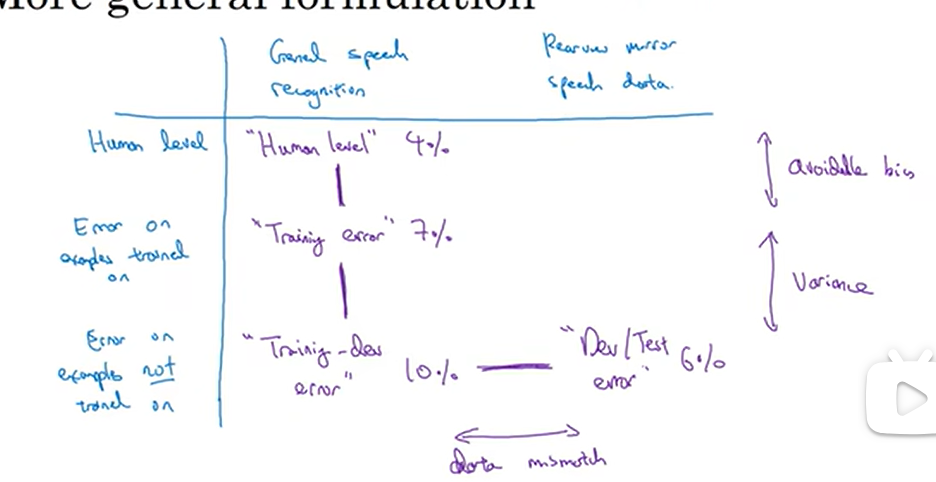 More general formulation
General speech recognition
Rearview mirror speech data.
Human level
"Human level" 4%
avoidable bias
Error on examples trained on
"Training error" 7%
Variance
Error on examples not trained on
"Training-dev error" 10%
"Dev/Test error" 6%
data mismatch